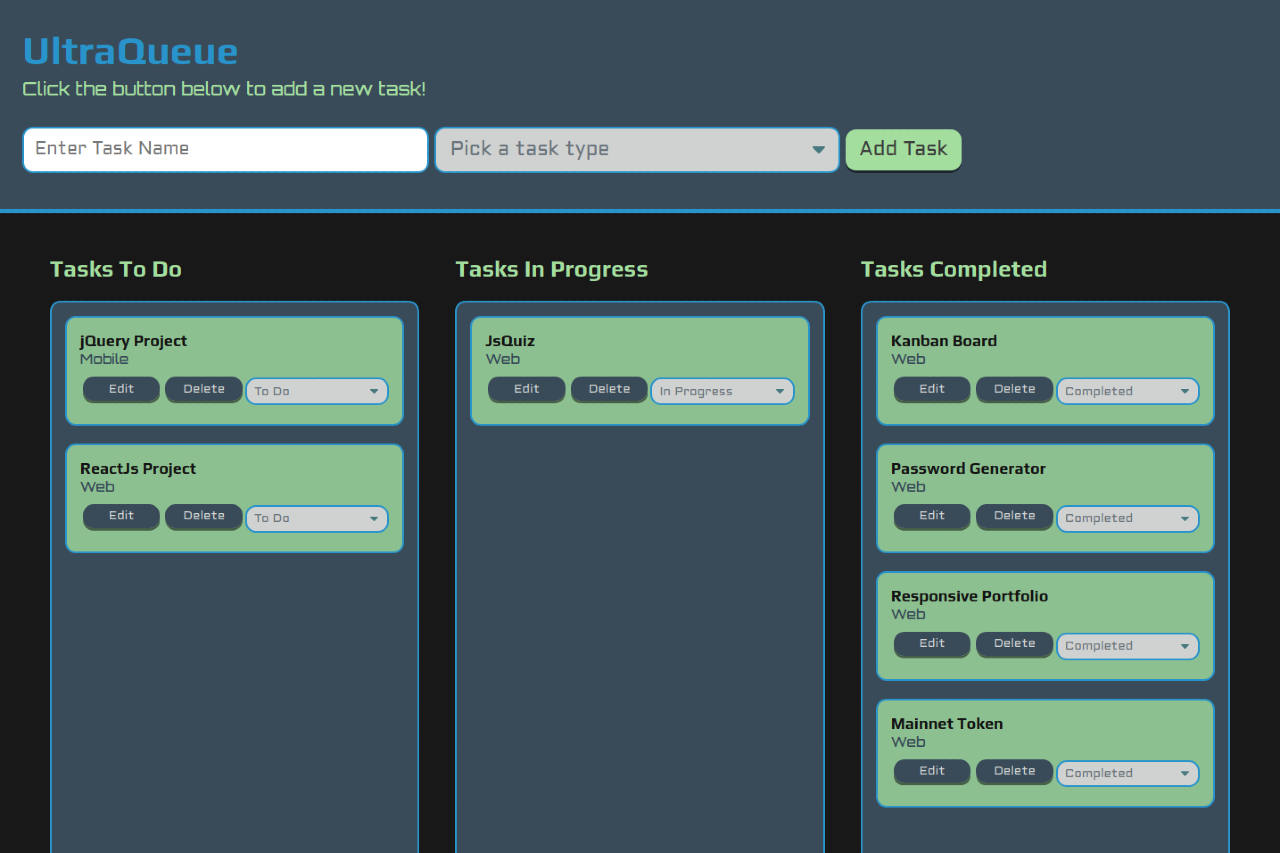 UltraQueue
Click the button below to add a new task!
Enter Task Name
Pick a task type
Add Task
Tasks To Do
jQuery Project
Mobile
Edit Delete To Do
ReactJs Project
Web
Edit Delete To Do
Tasks In Progress
JsQuiz
Web
Edit Delete In Progress
Tasks Completed
Kanban Board
Web
Edit Delete Completed
Password Generator
Web
Edit Delete Completed
Responsive Portfolio
Web
Edit Delete Completed
Mainnet Token
Web
Edit Delete Completed